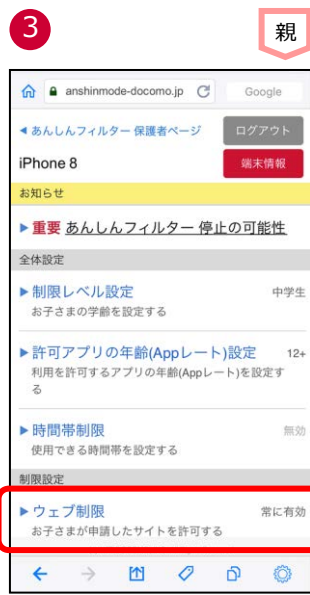 3
親
anshinmode-docomo.jp
Google
あんしんフィルター 保護者ページ
ログアウト
iPhone 8
端末情報
お知らせ
▶重要 あんしんフィルター 停止の可能性
全体設定
▶制限レベル設定 中学生
お子さまの学齢を設定する
▶許可アプリの年齢(Appレート)設定 12+
利用を許可するアプリの年齢(Appレート)を設定す
る
▶時間帯制限 無効
使用できる時間帯を設定する
制限設定
▶ウェブ制限 常に有効
お子さまが申請したサイトを許可する